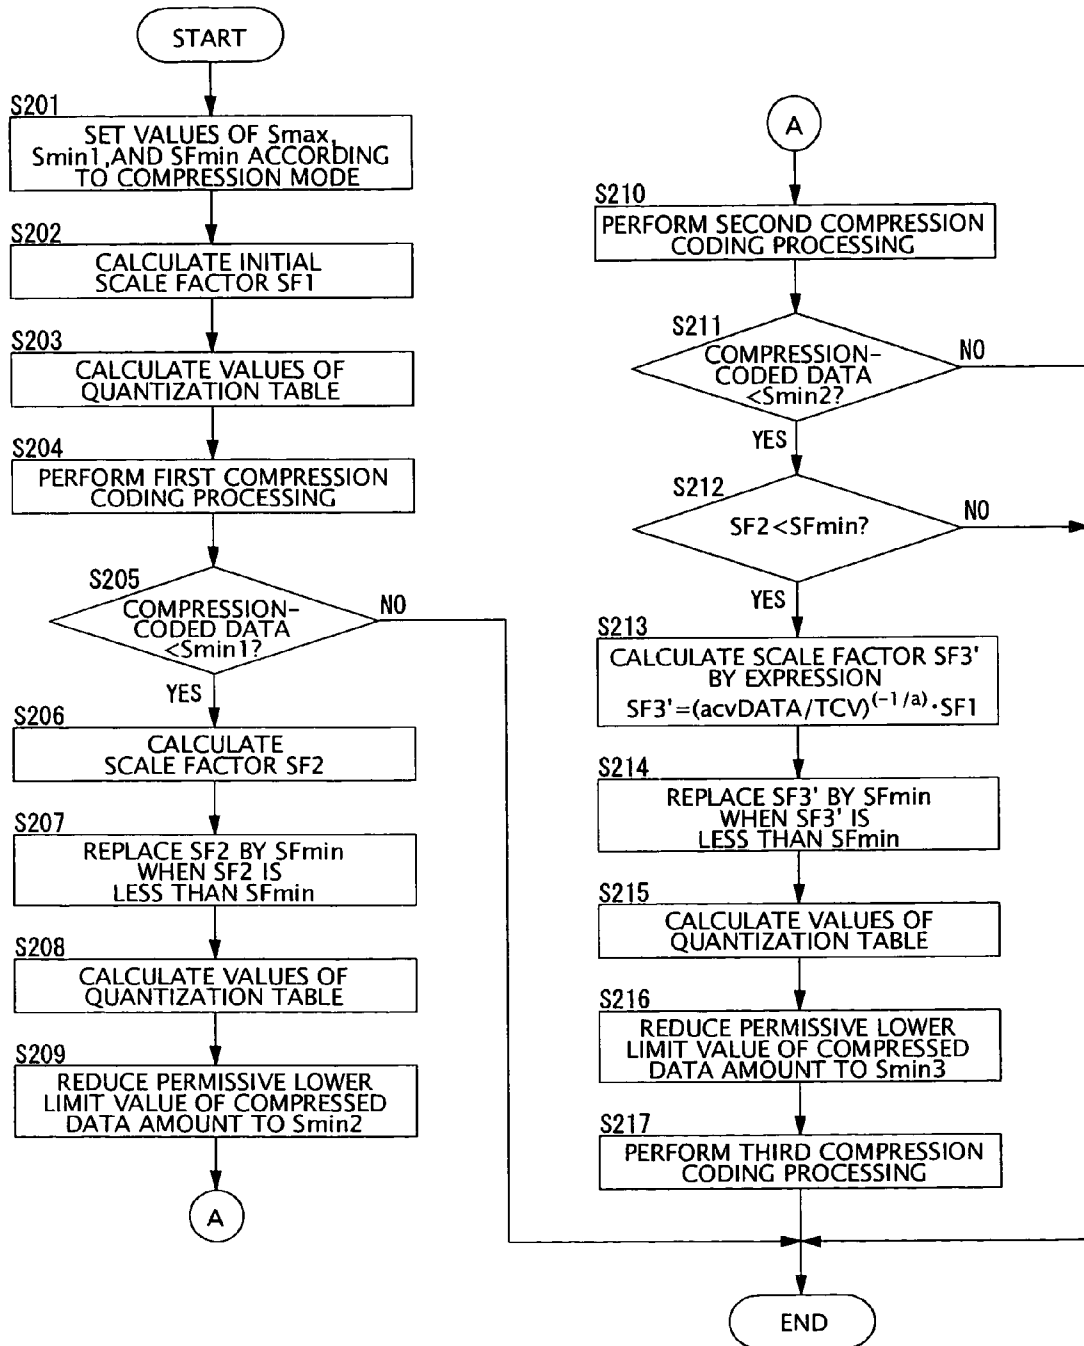 START
S201
SET VALUES OF Smax,
Smin1,AND SFmin ACCORDING
TO COMPRESSION MODE
S202
CALCULATE INITIAL
SCALE FACTOR SF1
S203
CALCULATE VALUES OF
QUANTIZATION TABLE
S204
PERFORM FIRST COMPRESSION
CODING PROCESSING
S205
COMPRESSION-
CODED DATA
<Smin1?
NO
YES
S206
CALCULATE
SCALE FACTOR SF2
S207
REPLACE SF2 BY SFmin
WHEN SF2 IS
LESS THAN SFmin
S208
CALCULATE VALUES OF
QUANTIZATION TABLE
S209
REDUCE PERMISSIVE LOWER
LIMIT VALUE OF COMPRESSED
DATA AMOUNT TO Smin2
A
A
S210
PERFORM SECOND COMPRESSION
CODING PROCESSING
S211
COMPRESSION-
CODED DATA
<Smin2?
NO
YES
S212
SF2<SFmin?
NO
YES
S213
CALCULATE SCALE FACTOR SF3'
BY EXPRESSION
SF3'=(acvDATA/TCV)^(-1/a)·SF1
S214
REPLACE SF3' BY SFmin
WHEN SF3' IS
LESS THAN SFmin
S215
CALCULATE VALUES OF
QUANTIZATION TABLE
S216
REDUCE PERMISSIVE LOWER
LIMIT VALUE OF COMPRESSED
DATA AMOUNT TO Smin3
S217
PERFORM THIRD COMPRESSION
CODING PROCESSING
END